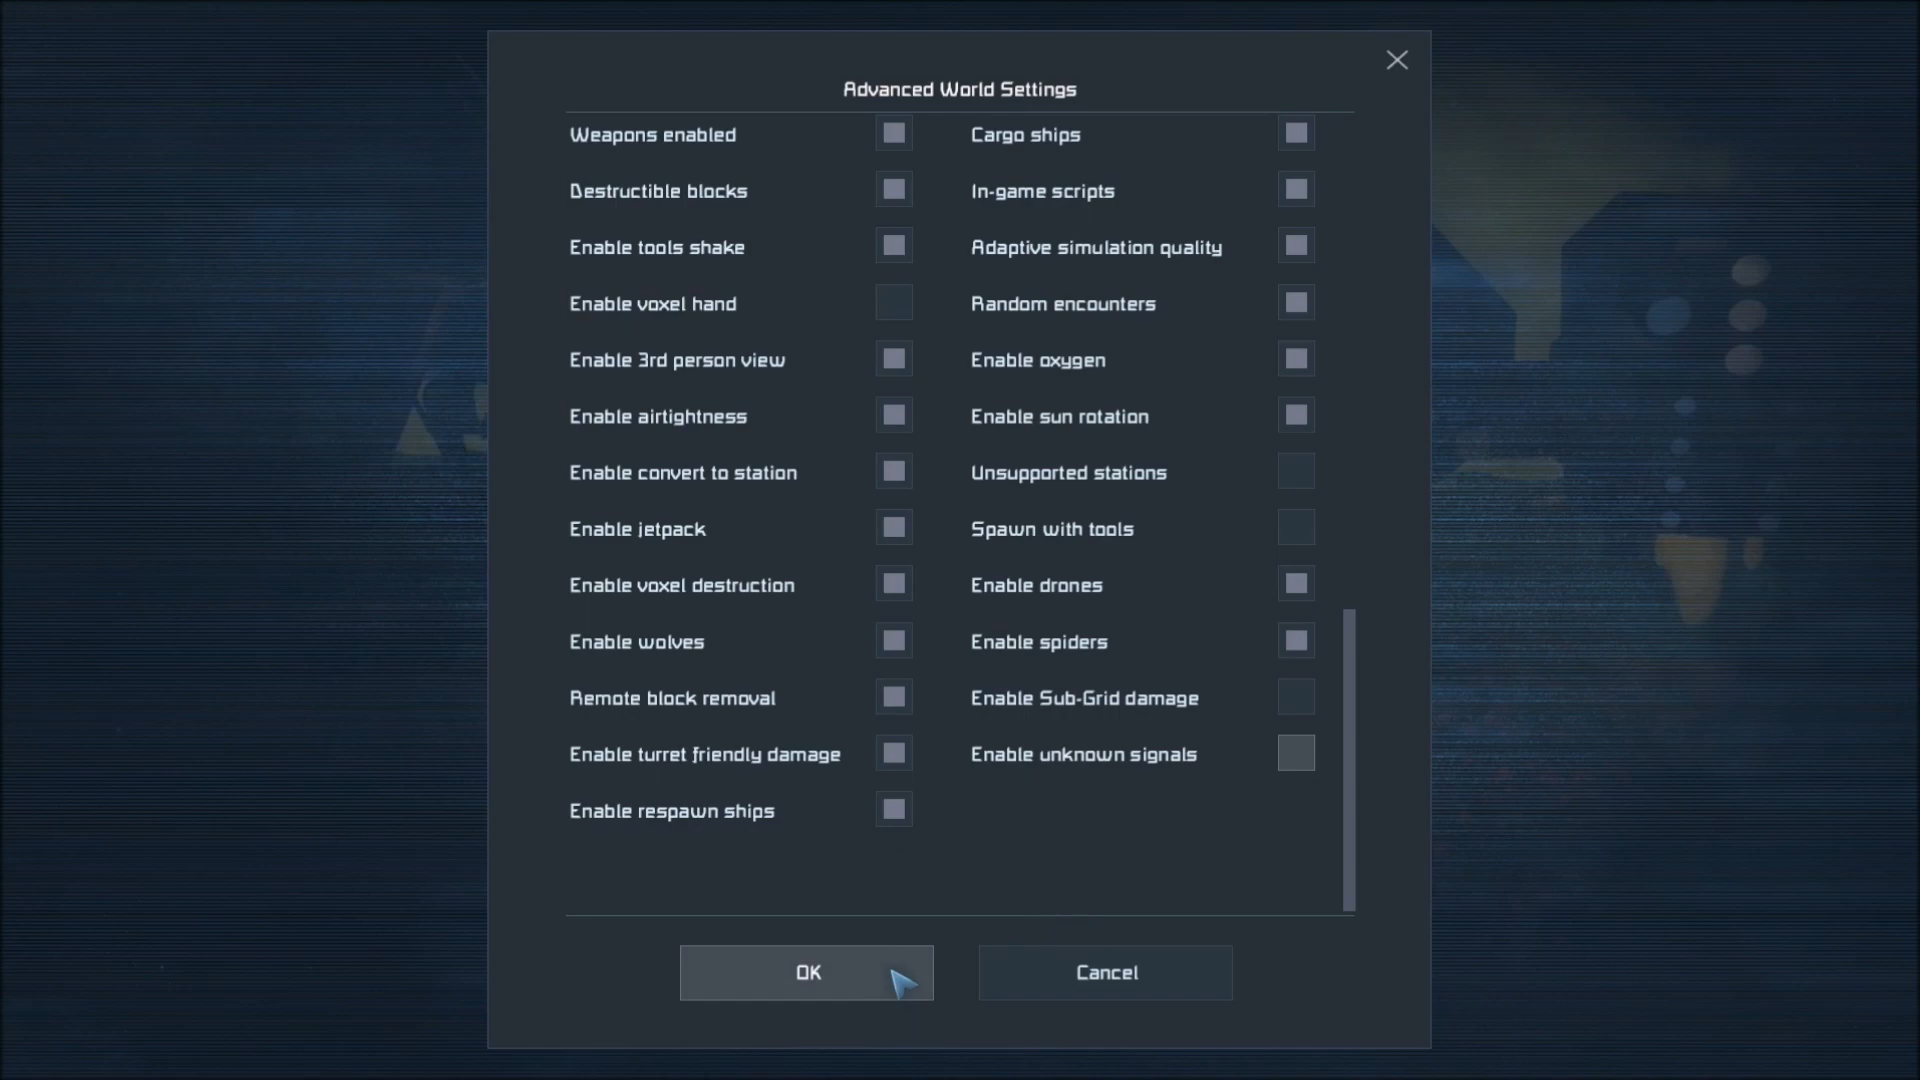 Advanced World Settings
Weapons enabled Cargo ships
Destructible blocks In-game scripts
Enable tools shake Adaptive simulation quality
Enable voxel hand Random encounters
Enable 3rd person view Enable oxygen
Enable airtightness Enable sun rotation
Enable convert to station Unsupported stations
Enable jetpack Spawn with tools
Enable voxel destruction Enable drones
Enable wolves Enable spiders
Remote block removal Enable Sub-Grid damage
Enable turret friendly damage Enable unknown signals
Enable respawn ships
OK Cancel